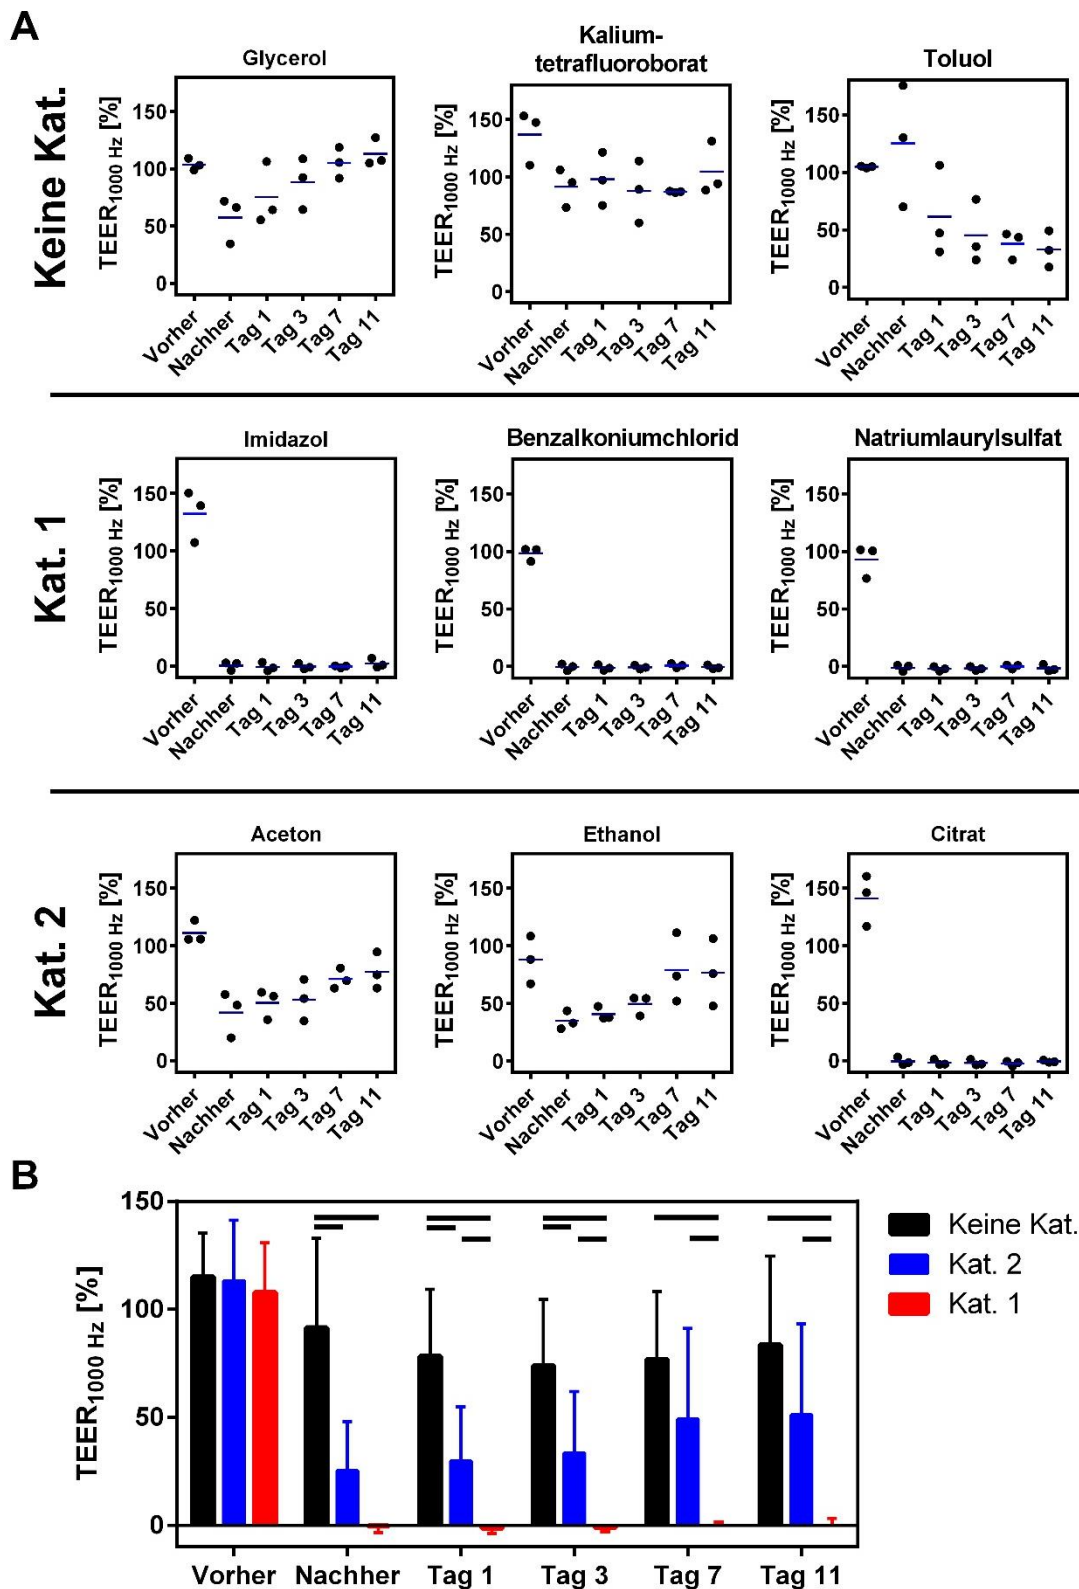 A
Keine Kat.
Glycerol
TEER1000 Hz [%]
150
100
50
0
Vorher
Nachher
Tag 1
Tag 3
Tag 7
Tag 11
Kalium-
tetrafluoroborat
TEER1000 Hz [%]
150
100
50
0
Vorher
Nachher
Tag 1
Tag 3
Tag 7
Tag 11
Toluol
TEER1000 Hz [%]
150
100
50
0
Vorher
Nachher
Tag 1
Tag 3
Tag 7
Tag 11
Kat. 1
Imidazol
TEER1000 Hz [%]
150
100
50
0
Vorher
Nachher
Tag 1
Tag 3
Tag 7
Tag 11
Benzalkoniumchlorid
TEER1000 Hz [%]
150
100
50
0
Vorher
Nachher
Tag 1
Tag 3
Tag 7
Tag 11
Natriumlaurylsulfat
TEER1000 Hz [%]
150
100
50
0
Vorher
Nachher
Tag 1
Tag 3
Tag 7
Tag 11
Kat. 2
Aceton
TEER1000 Hz [%]
150
100
50
0
Vorher
Nachher
Tag 1
Tag 3
Tag 7
Tag 11
Ethanol
TEER1000 Hz [%]
150
100
50
0
Vorher
Nachher
Tag 1
Tag 3
Tag 7
Tag 11
Citrat
TEER1000 Hz [%]
150
100
50
0
Vorher
Nachher
Tag 1
Tag 3
Tag 7
Tag 11
B
TEER1000 Hz [%]
150
100
50
0
Vorher
Nachher
Tag 1
Tag 3
Tag 7
Tag 11
Keine Kat.
Kat. 2
Kat. 1